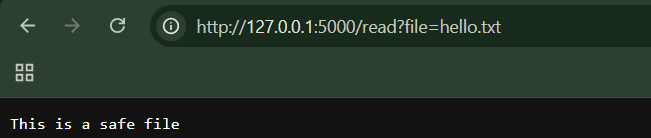 http://127.0.0.1:5000/read?file=hello.txt
This is a safe file